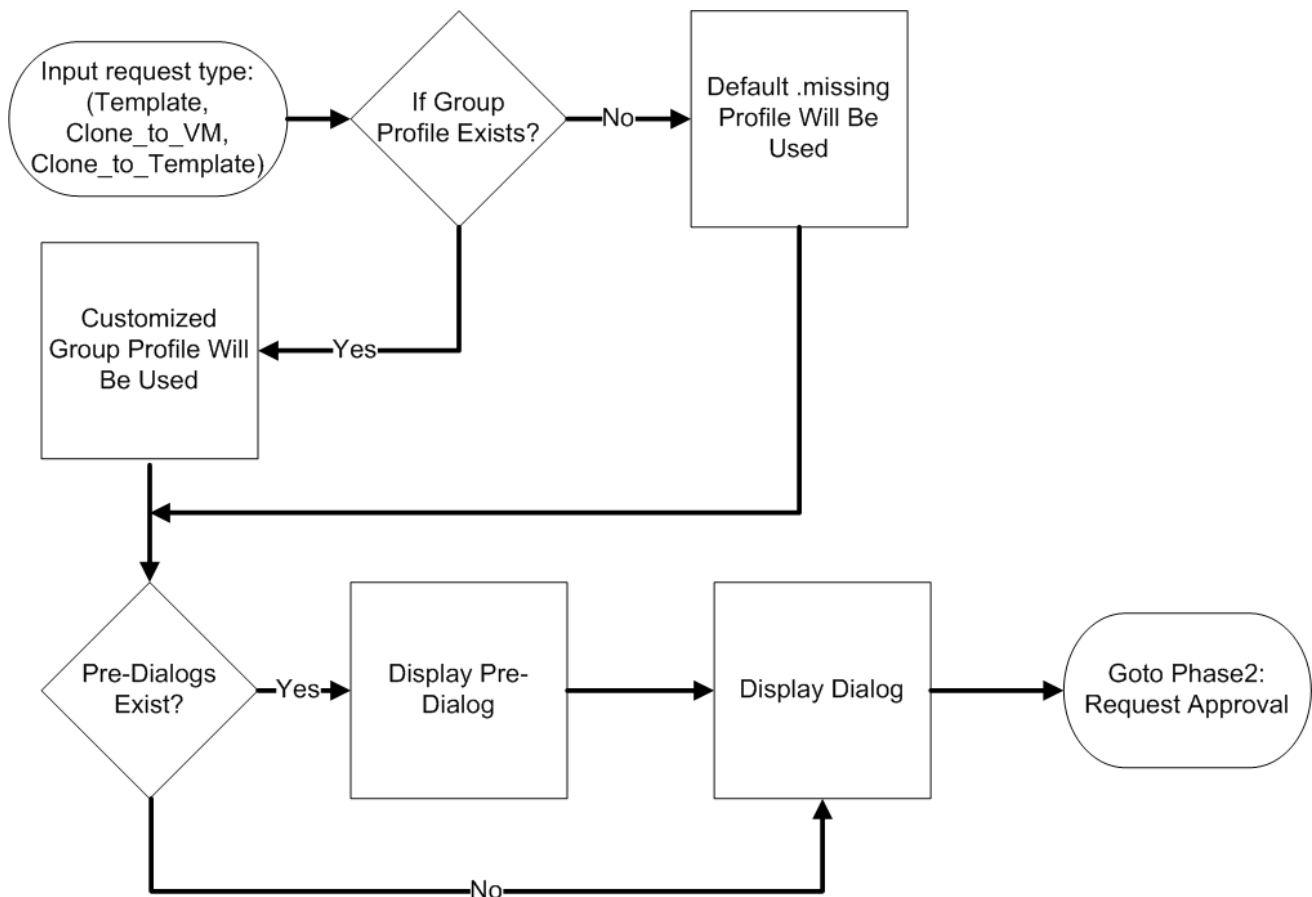 Input request type:
(Template,
Clone_to_VM,
Clone_to_Template)
If Group
Profile Exists?
No
Default .missing
Profile Will Be
Used
Customized
Group Profile Will
Be Used
Yes
Pre-Dialogs
Exist?
Yes
Display Pre-
Dialog
Display Dialog
Goto Phase2:
Request Approval
No